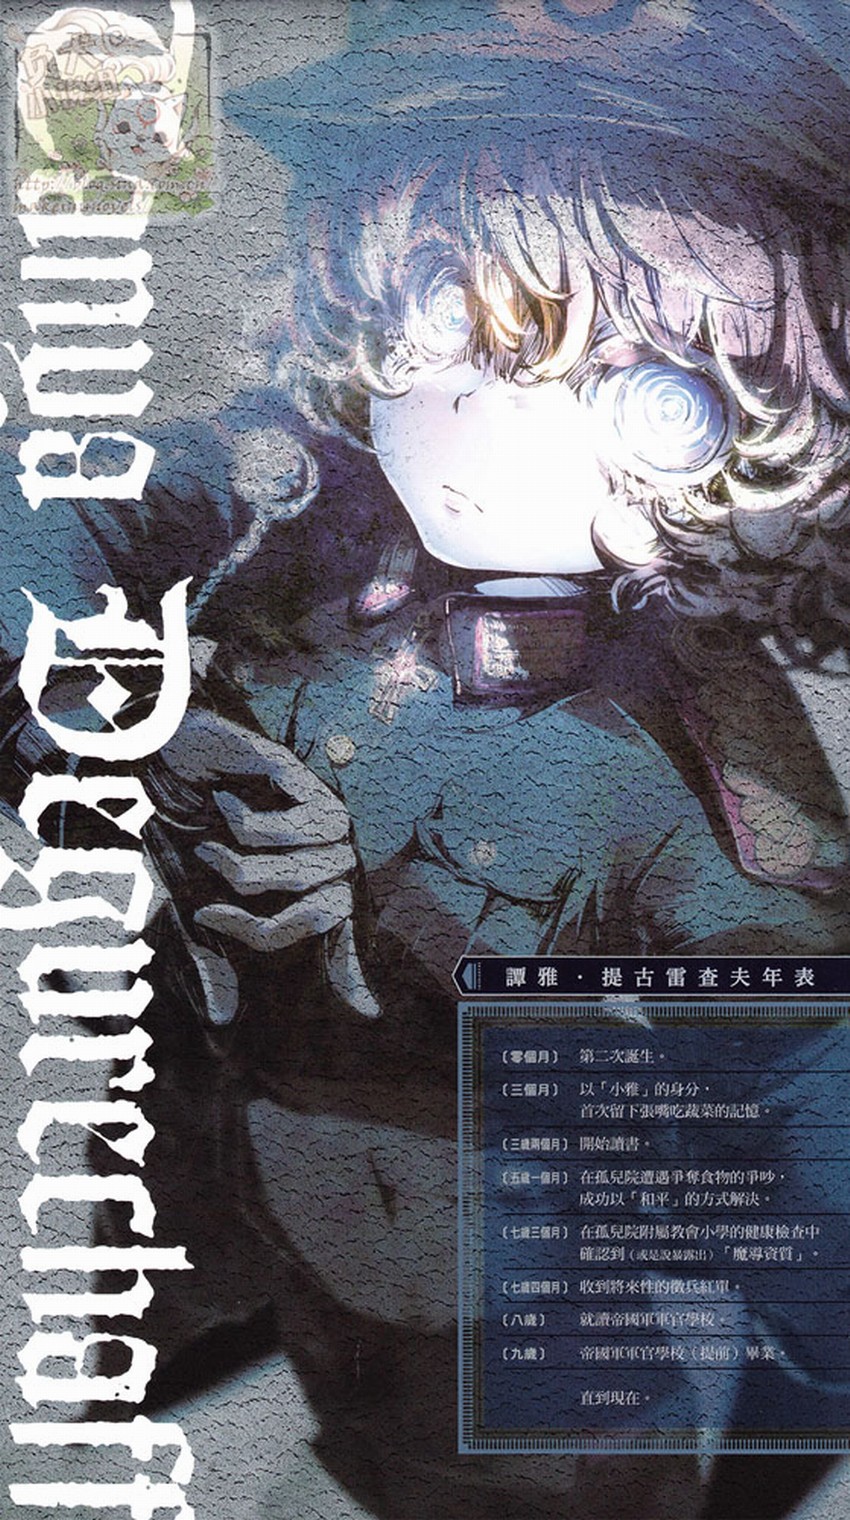 Tanya Degurechaff
譚雅·提古雷查夫年表
〔零個月〕 第二次誕生。
〔三個月〕 以「小雅」的身分，
首次留下張嘴吃蔬菜的記憶。
〔三歲兩個月〕 開始讀書。
〔五歲一個月〕 在孤兒院遭遇爭奪食物的爭吵，
成功以「和平」的方式解決。
〔七歲三個月〕 在孤兒院附屬教會小學的健康檢查中
確認到（或是說暴露出）「魔導資質」。
〔七歲四個月〕 收到將來性的徵兵紅單。
〔八歲〕 就讀帝國軍軍官學校。
〔九歲〕 帝國軍軍官學校（提前）畢業。
直到現在。